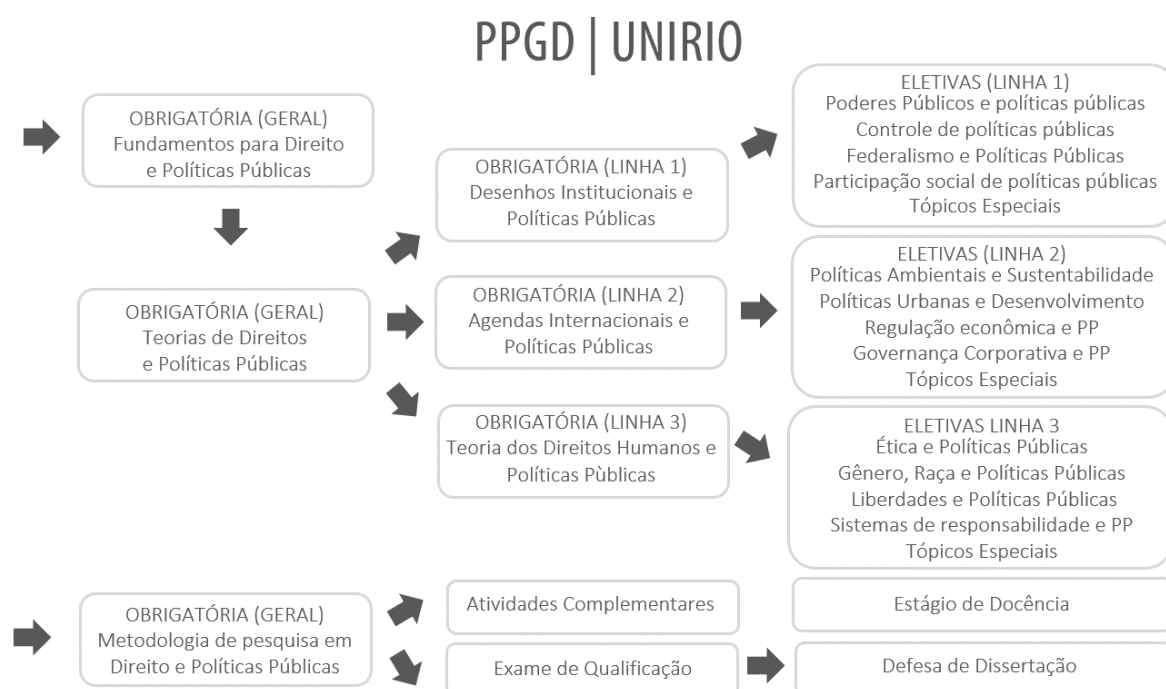 PPGD | UNIRIO
OBRIGATÓRIA (GERAL)
Fundamentos para Direito
e Políticas Públicas
OBRIGATÓRIA (GERAL)
Teorias de Direitos
e Políticas Públicas
OBRIGATÓRIA (LINHA 1)
Desenhos Institucionais e
Políticas Públicas
OBRIGATÓRIA (LINHA 2)
Agendas Internacionais e
Políticas Públicas
OBRIGATÓRIA (LINHA 3)
Teoria dos Direitos Humanos e
Políticas Pùblicas
ELETIVAS (LINHA 1)
Poderes Públicos e políticas públicas
Controle de políticas públicas
Federalismo e Políticas Públicas
Participação social de políticas públicas
Tópicos Especiais
ELETIVAS (LINHA 2)
Políticas Ambientais e Sustentabilidade
Políticas Urbanas e Desenvolvimento
Regulação econômica e PP
Governança Corporativa e PP
Tópicos Especiais
ELETIVAS LINHA 3
Ética e Políticas Públicas
Gênero, Raça e Políticas Públicas
Liberdades e Políticas Públicas
Sistemas de responsabilidade e PP
Tópicos Especiais
OBRIGATÓRIA (GERAL)
Metodologia de pesquisa em
Direito e Políticas Públicas
Atividades Complementares
Estágio de Docência
Exame de Qualificação
Defesa de Dissertação